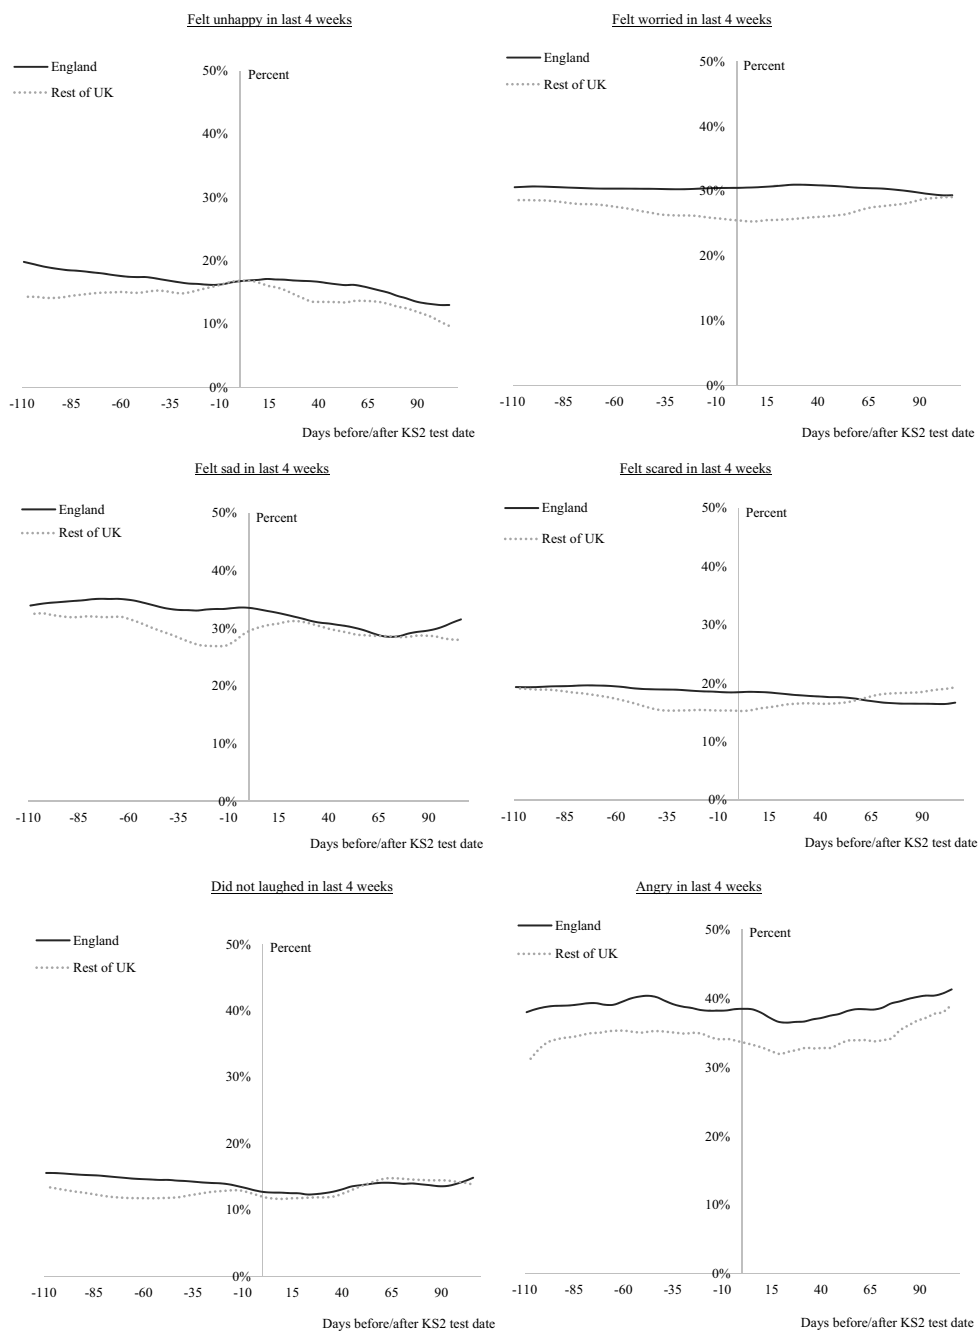 Felt unhappy in last 4 weeks
England
Rest of UK
Percent
50%
40%
30%
20%
10%
0%
-110 -85 -60 -35 -10 15 40 65 90
Days before/after KS2 test date
Felt worried in last 4 weeks
England
Rest of UK
Percent
50%
40%
30%
20%
10%
0%
-110 -85 -60 -35 -10 15 40 65 90
Days before/after KS2 test date
Felt sad in last 4 weeks
England
Rest of UK
Percent
50%
40%
30%
20%
10%
0%
-110 -85 -60 -35 -10 15 40 65 90
Days before/after KS2 test date
Felt scared in last 4 weeks
England
Rest of UK
Percent
50%
40%
30%
20%
10%
0%
-110 -85 -60 -35 -10 15 40 65 90
Days before/after KS2 test date
Did not laughed in last 4 weeks
England
Rest of UK
Percent
50%
40%
30%
20%
10%
0%
-110 -85 -60 -35 -10 15 40 65 90
Days before/after KS2 test date
Angry in last 4 weeks
England
Rest of UK
Percent
50%
40%
30%
20%
10%
0%
-110 -85 -60 -35 -10 15 40 65 90
Days before/after KS2 test date